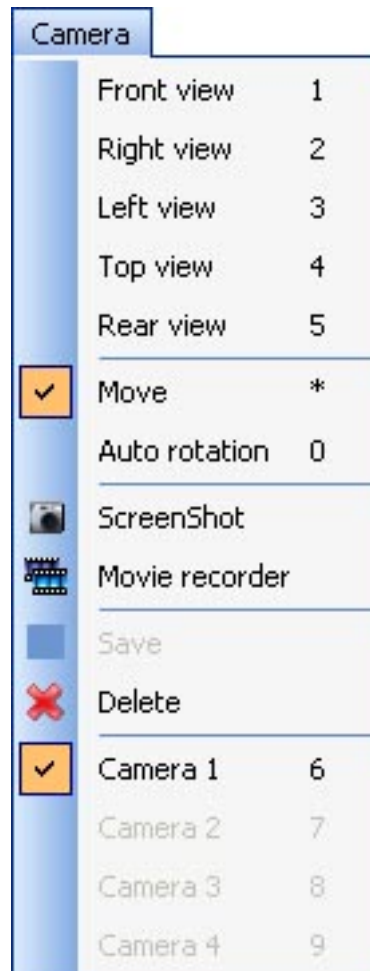 Camera
Front view 1
Right view 2
Left view 3
Top view 4
Rear view 5
Move *
Auto rotation 0
ScreenShot
Movie recorder
Save
Delete
Camera 1 6
Camera 2 7
Camera 3 8
Camera 4 9